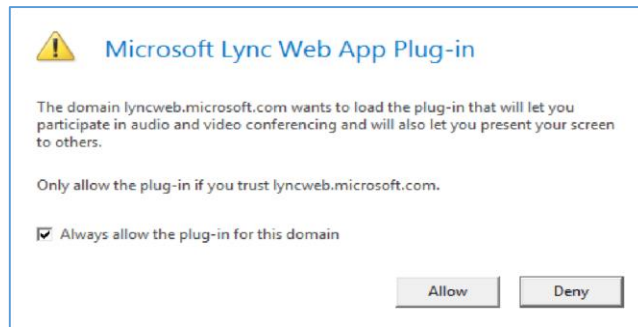 Microsoft Lync Web App Plug-in
The domain lyncweb.microsoft.com wants to load the plug-in that will let you
participate in audio and video conferencing and will also let you present your screen
to others.
Only allow the plug-in if you trust lyncweb.microsoft.com.
Always allow the plug-in for this domain
Allow Deny